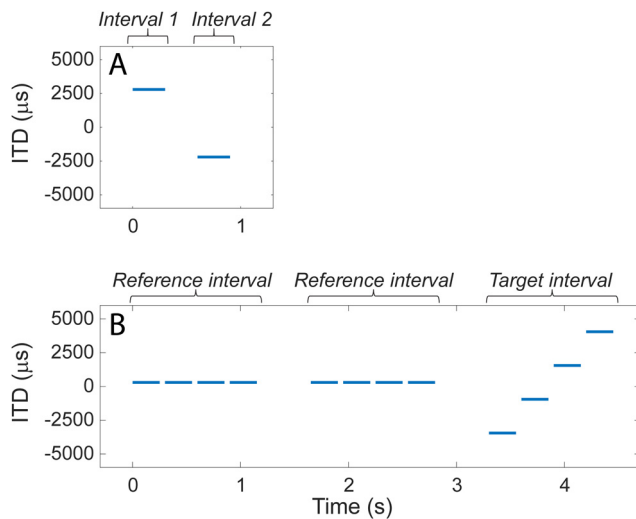 Interval 1 Interval 2
A
5000
2500
0
-2500
-5000
ITD (μs)
0 1
Reference interval Reference interval Target interval
B
5000
2500
0
-2500
-5000
ITD (μs)
0 1 2 3 4
Time (s)